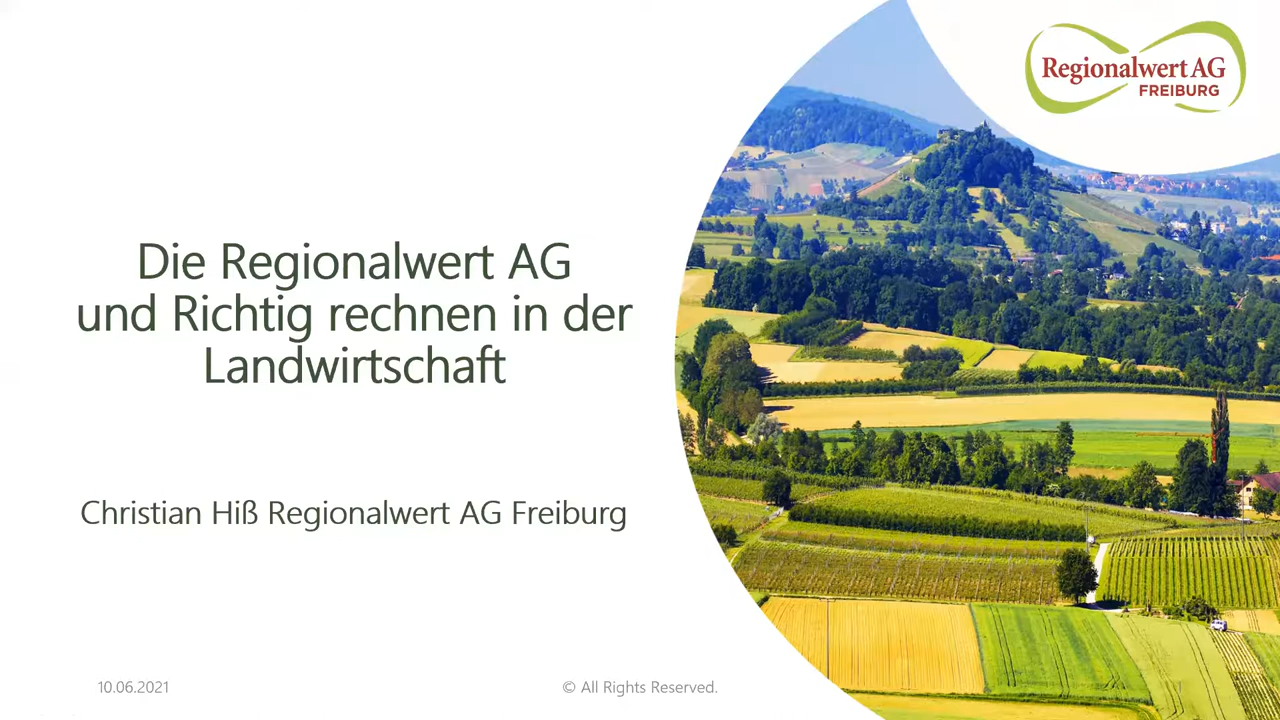 Regionalwert AG
FREIBURG
Die Regionalwert AG
und Richtig rechnen in der
Landwirtschaft
Christian Hiß Regionalwert AG Freiburg
10.06.2021
© All Rights Reserved.